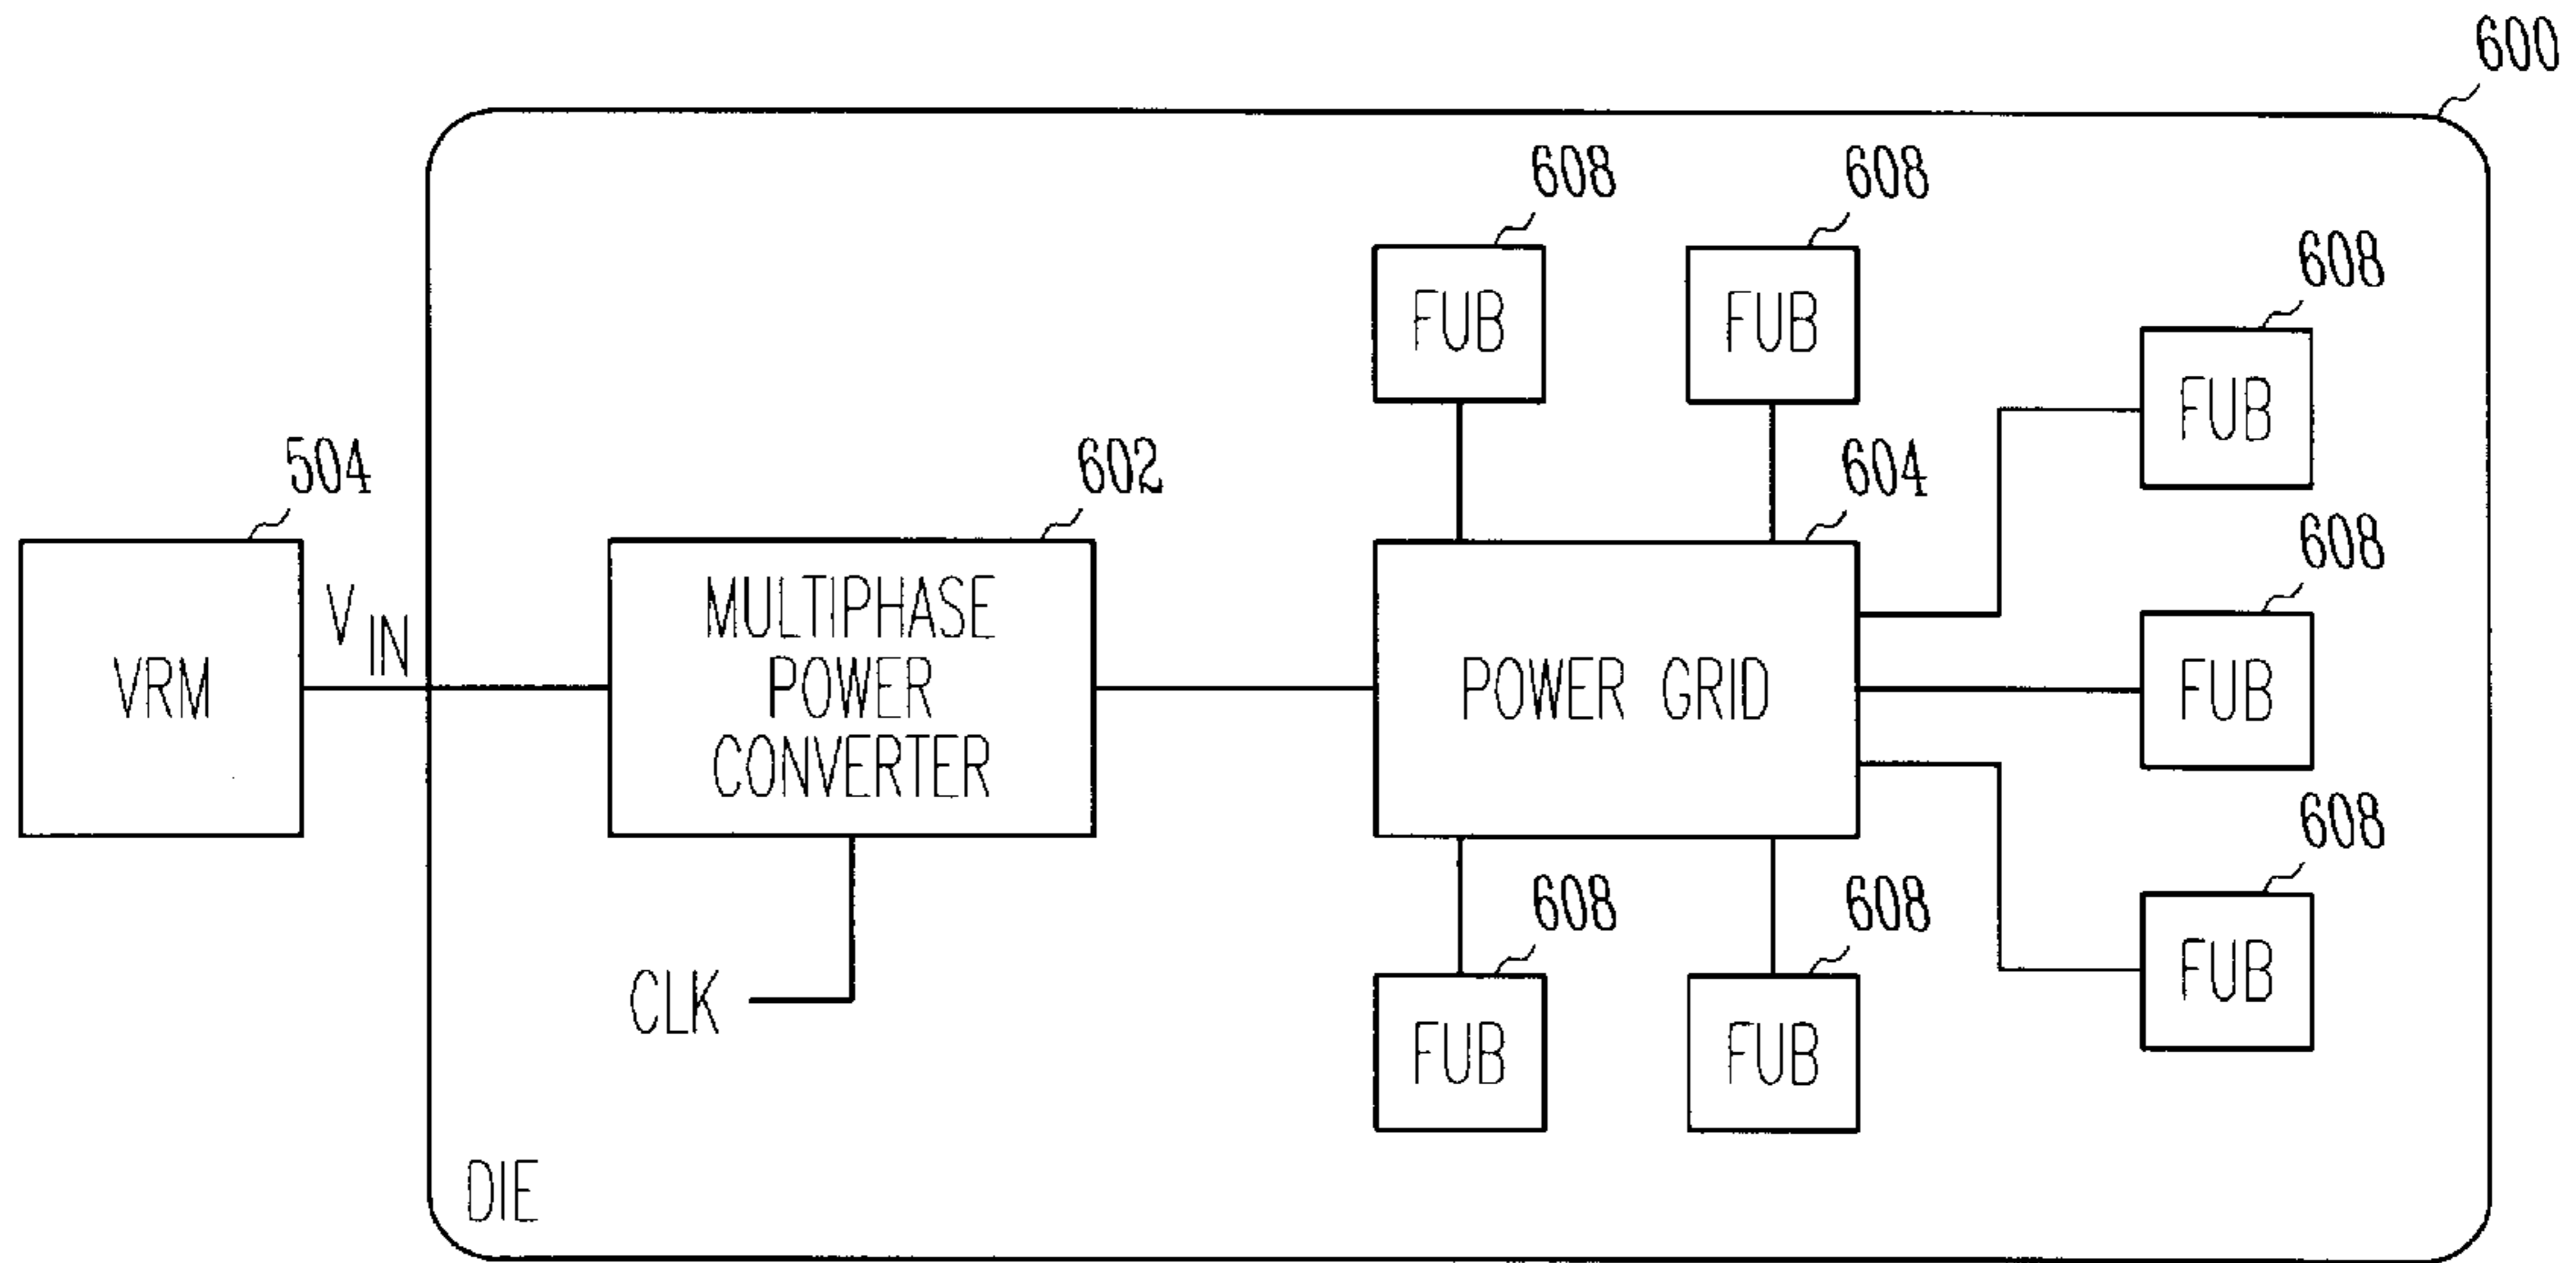 600
608
608
608
FUB
FUB
FUB
504
602
604
608
V IN
VRM
MULTIPHASE
POWER
CONVERTER
POWER GRID
FUB
608
608
608
CLK
FUB
FUB
FUB
DIE